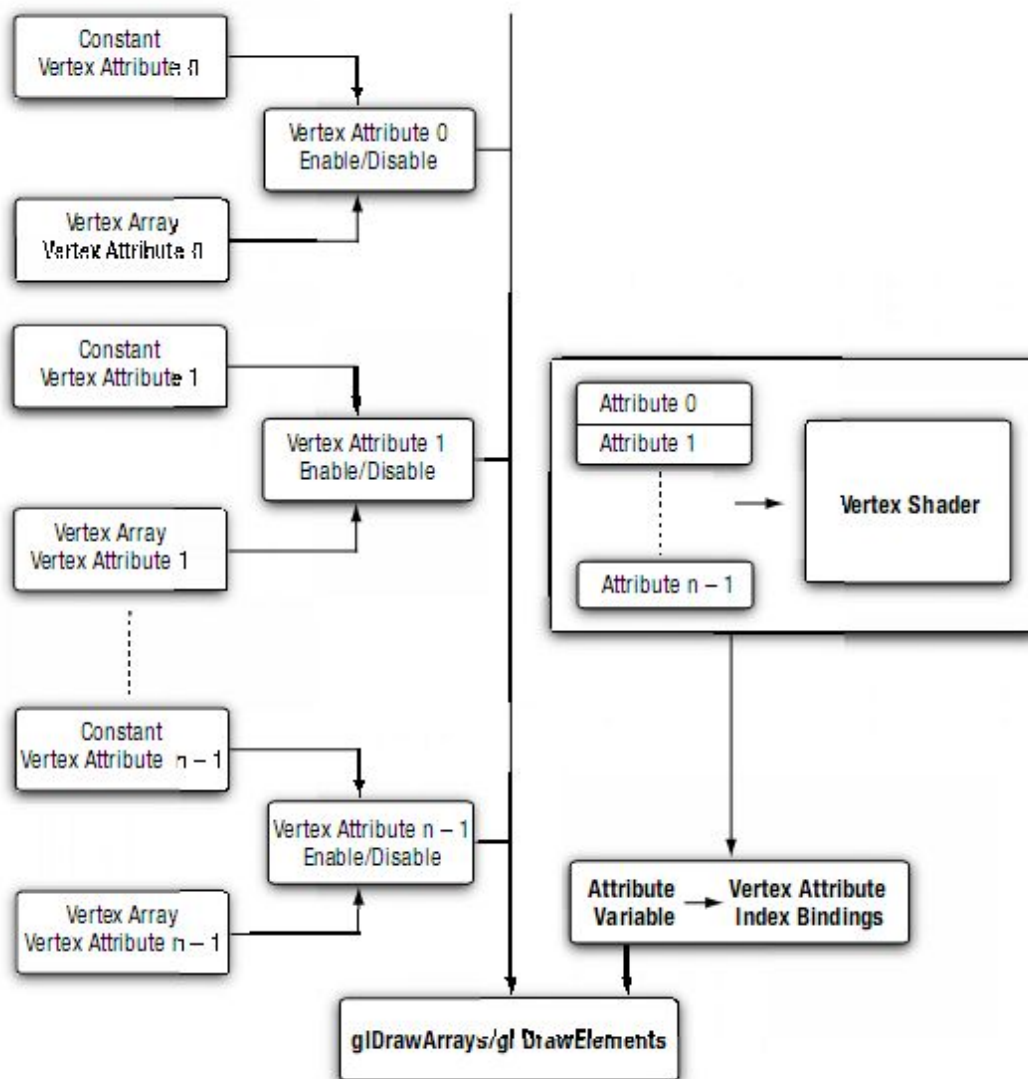 Constant
Vertex Attribute 0
Vertex Attribute 0
Enable/Disable
Vertex Array
Vertex Attribute 0
Constant
Vertex Attribute 1
Vertex Attribute 1
Enable/Disable
Vertex Array
Vertex Attribute 1
Constant
Vertex Attribute n – 1
Vertex Attribute n – 1
Enable/Disable
Vertex Array
Vertex Attribute n – 1
Attribute 0
Attribute 1
Attribute n – 1
Vertex Shader
Attribute Variable
Vertex Attribute Index Bindings
glDrawArrays/gl DrawElements